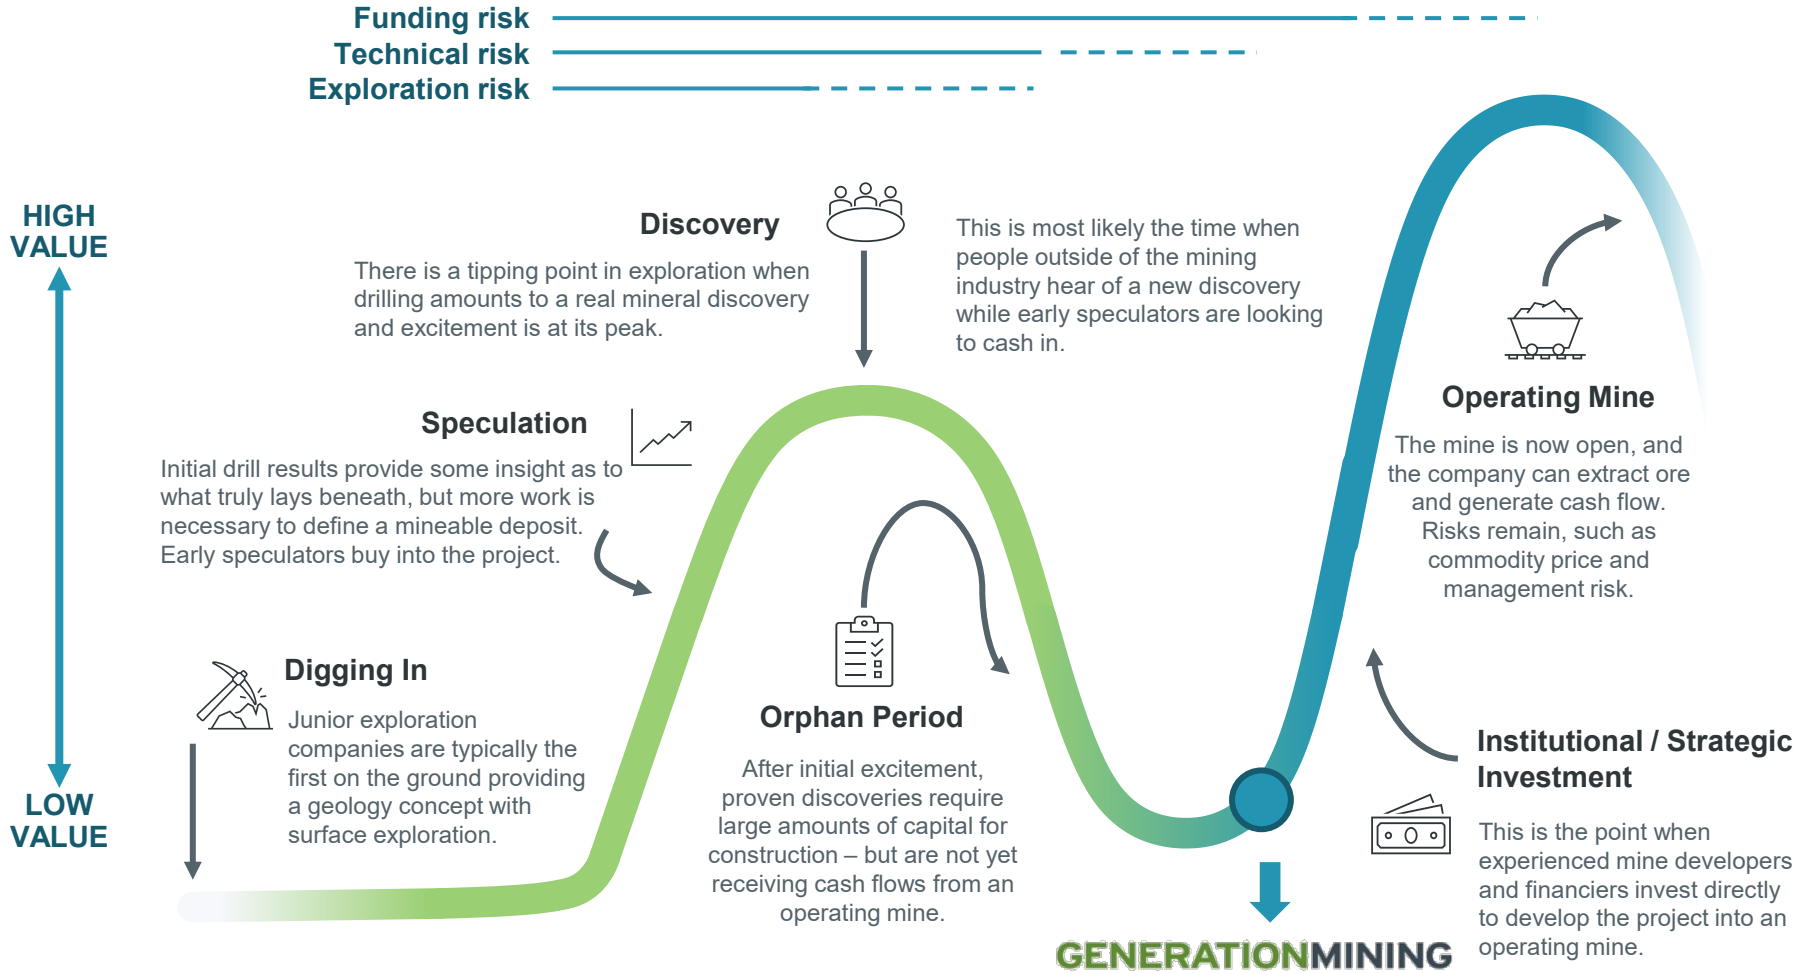 Funding risk
Technical risk
Exploration risk
HIGH
VALUE
LOW
VALUE
Discovery
There is a tipping point in exploration when
drilling amounts to a real mineral discovery
and excitement is at its peak.
This is most likely the time when
people outside of the mining
industry hear of a new discovery
while early speculators are looking
to cash in.
Speculation
Initial drill results provide some insight as to
what truly lays beneath, but more work is
necessary to define a mineable deposit.
Early speculators buy into the project.
Digging In
Junior exploration
companies are typically the
first on the ground providing
a geology concept with
surface exploration.
Orphan Period
After initial excitement,
proven discoveries require
large amounts of capital for
construction – but are not yet
receiving cash flows from an
operating mine.
Operating Mine
The mine is now open, and
the company can extract ore
and generate cash flow.
Risks remain, such as
commodity price and
management risk.
Institutional / Strategic
Investment
This is the point when
experienced mine developers
and financiers invest directly
to develop the project into an
operating mine.
GENERATIONMINING